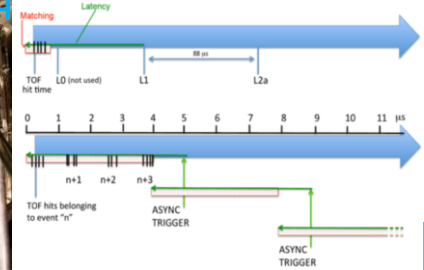 Latency
Matching
88 μs
TOF
hit time
L0 (not used)
L1
L2a
0 1 2 3 4 5 6 7 8 9 10 11 μs
n+1 n+2 n+3
TOF hits belonging
to event "n"
ASYNC
TRIGGER
ASYNC
TRIGGER